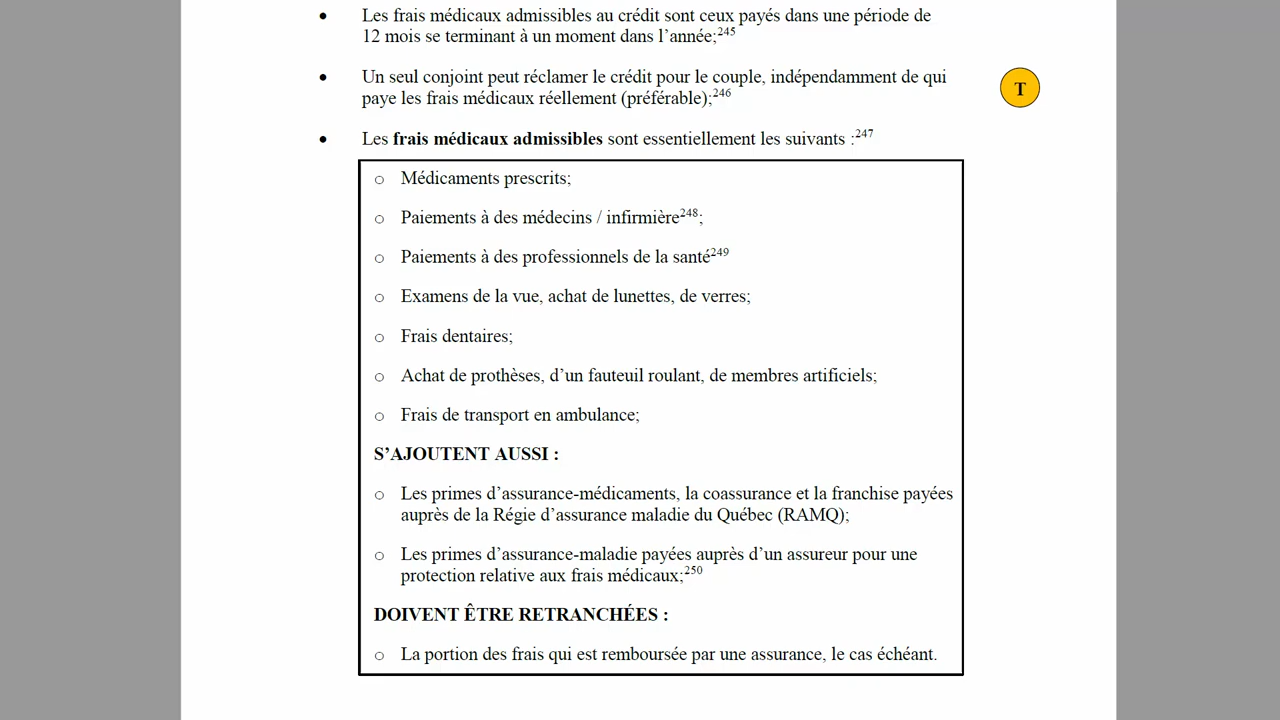 • Les frais médicaux admissibles au crédit sont ceux payés dans une période de
12 mois se terminant à un moment dans l’année;245
• Un seul conjoint peut réclamer le crédit pour le couple, indépendamment de qui
paye les frais médicaux réellement (préférable);246
T
• Les frais médicaux admissibles sont essentiellement les suivants :247
o Médicaments prescrits;
o Paiements à des médecins / infirmière248;
o Paiements à des professionnels de la santé249
o Examens de la vue, achat de lunettes, de verres;
o Frais dentaires;
o Achat de prothèses, d’un fauteuil roulant, de membres artificiels;
o Frais de transport en ambulance;
S’AJOUTENT AUSSI :
o Les primes d’assurance-médicaments, la coassurance et la franchise payées
auprès de la Régie d’assurance maladie du Québec (RAMQ);
o Les primes d’assurance-maladie payées auprès d’un assureur pour une
protection relative aux frais médicaux;250
DOIVENT ÊTRE RETRANCHÉES :
o La portion des frais qui est remboursée par une assurance, le cas échéant.